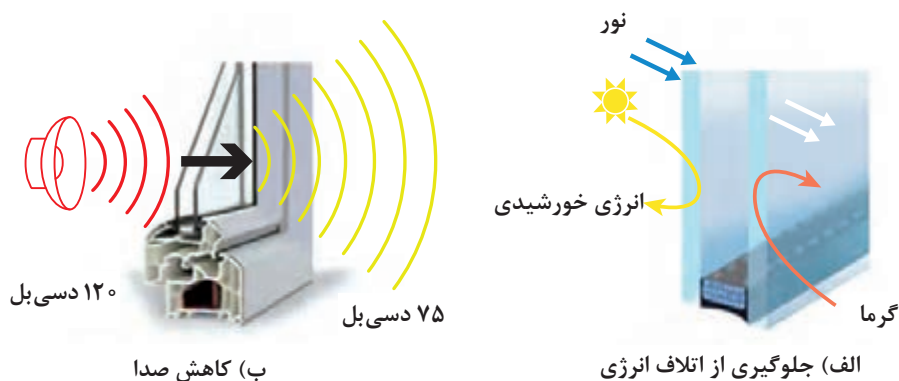 نور
انرژی خورشیدی
گرما
الف) جلوگیری از اتلاف انرژی
۱۲۰ دسی‌بل
۷۵ دسی‌بل
ب) کاهش صدا